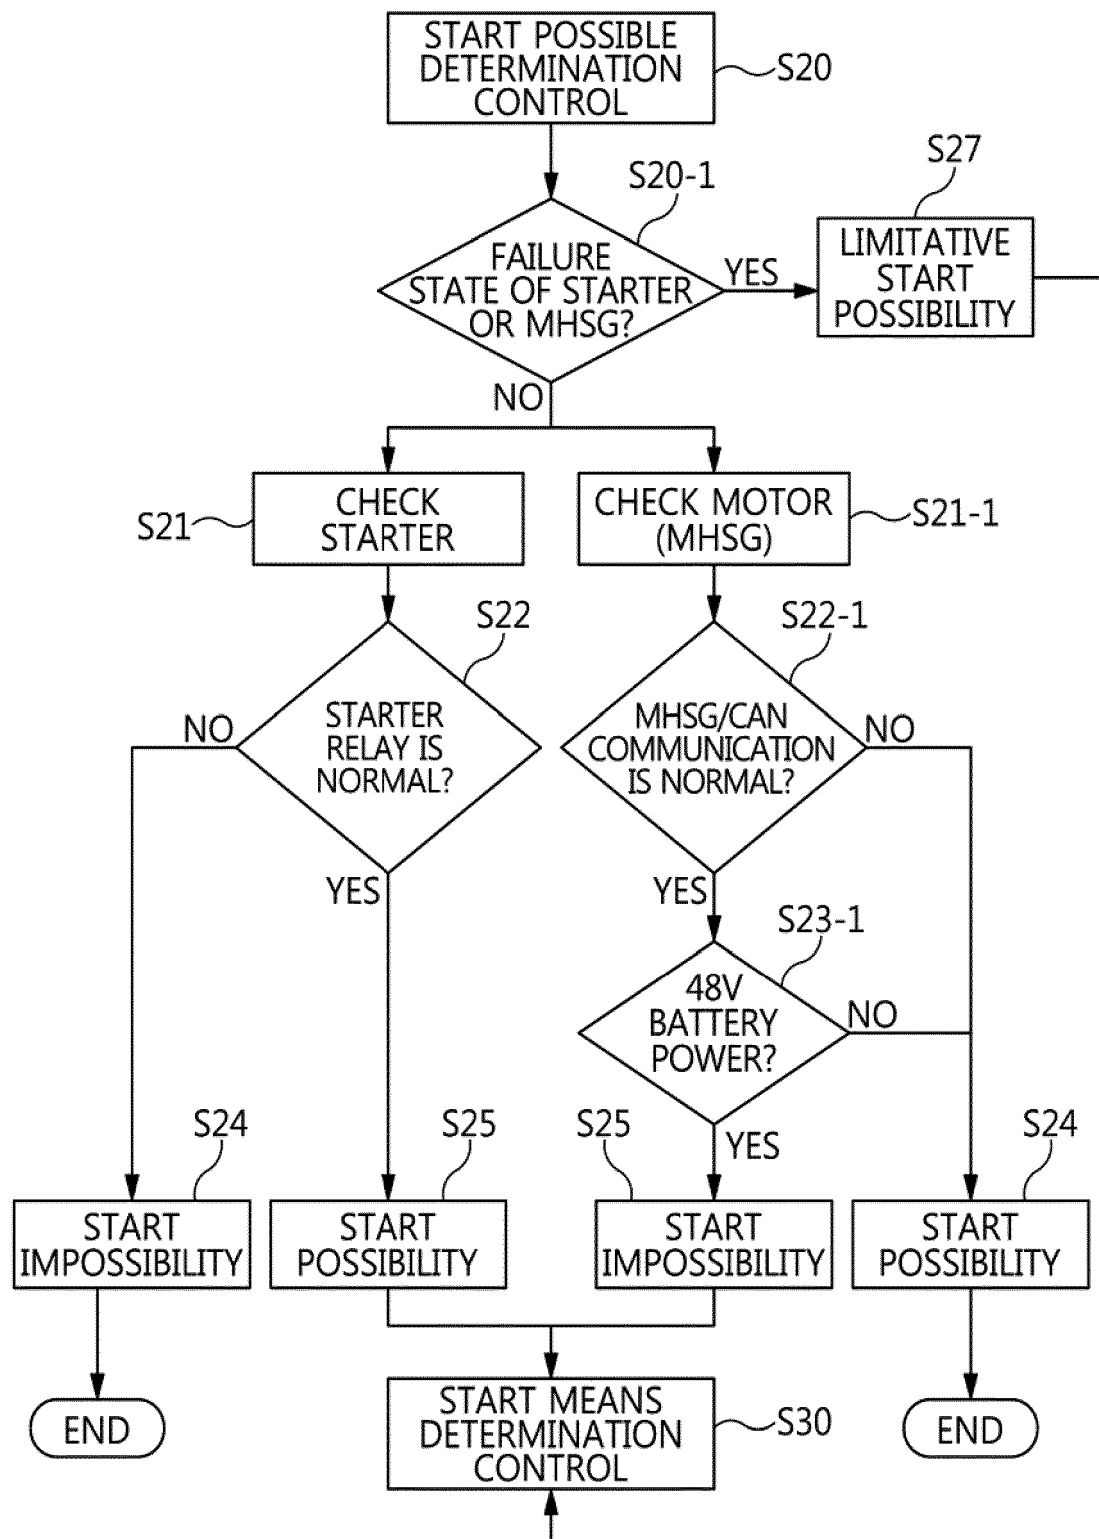 START POSSIBLE
DETERMINATION
CONTROL
S20
S20-1
S27
FAILURE
STATE OF STARTER
OR MHSG?
YES
LIMITATIVE
START
POSSIBILITY
NO
CHECK
STARTER
S21
CHECK MOTOR
(MHSG)
S21-1
S22
S22-1
STARTER
RELAY IS
NORMAL?
NO
YES
MHSG/CAN
COMMUNICATION
IS NORMAL?
NO
YES
S23-1
48V
BATTERY
POWER?
NO
YES
S24
S25
S25
S24
START
IMPOSSIBILITY
START
POSSIBILITY
START
IMPOSSIBILITY
START
POSSIBILITY
END
START MEANS
DETERMINATION
CONTROL
S30
END